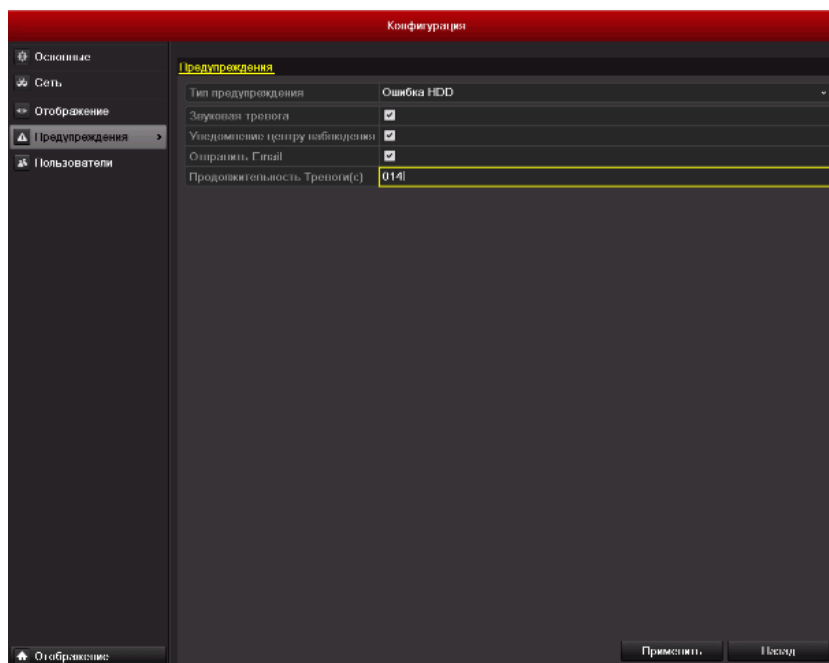 Конфигурация
Основные
Сеть
Отображение
Предупреждения
Пользователи
Предупреждения
Тип предупреждения Ошибка HDD
Звуковая тревога
Уведомление центру наблюдения
Отправить Email
Продолжительность Тревоги(с) 014
Применить Назад
Отображение